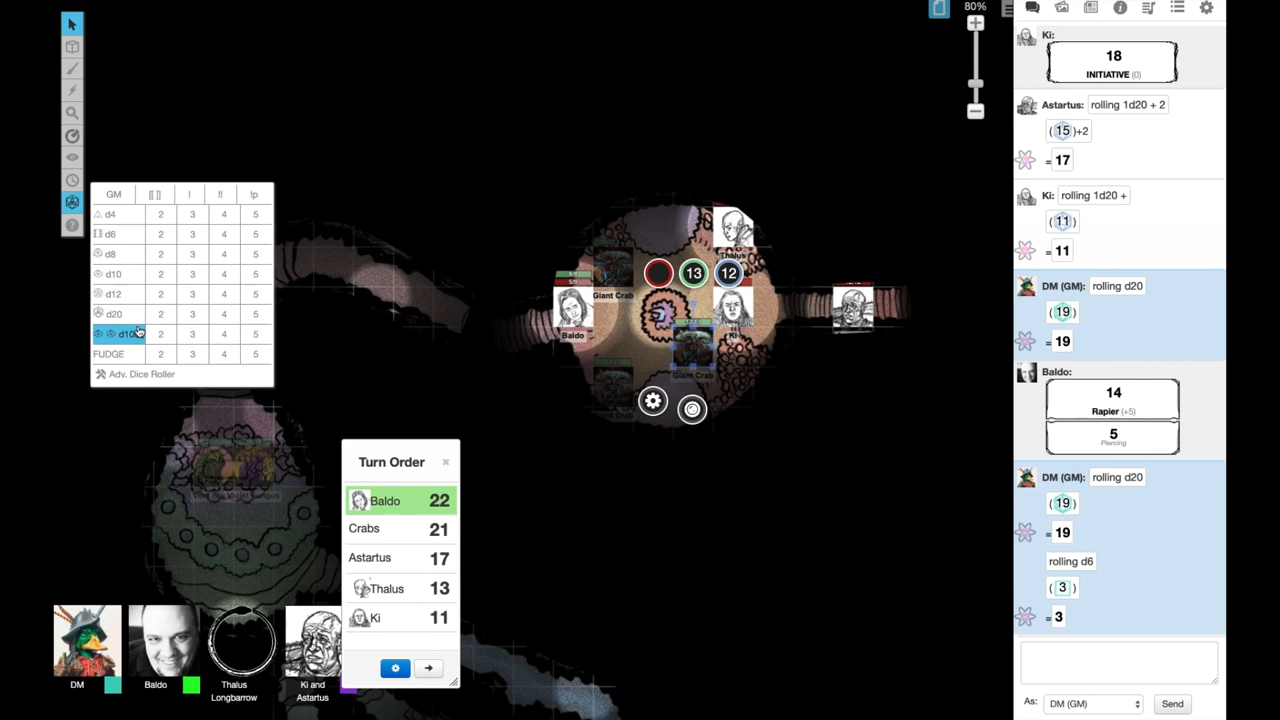 80%
GM [[ ]] ! !! !p
d4 2 3 4 5
d6 2 3 4 5
d8 2 3 4 5
d10 2 3 4 5
d12 2 3 4 5
d20 2 3 4 5
d10 2 3 4 5
FUDGE 2 3 4 5
Adv. Dice Roller
Thalus
13 12
Giant Crab
Baldo
Ki
Giant Crab
Turn Order ×
Baldo 22
Crabs 21
Astartus 17
Thalus 13
Ki 11
DM
Baldo
Thalus
Longbarrow
Ki and
Astartus
Ki:
18
INITIATIVE (0)
Astartus: rolling 1d20 + 2
(15)+2
= 17
Ki: rolling 1d20 +
(11)
= 11
DM (GM): rolling d20
(19)
= 19
Baldo:
14
Rapier (+5)
5
Piercing
DM (GM): rolling d20
(19)
= 19
rolling d6
(3)
= 3
As: DM (GM) Send